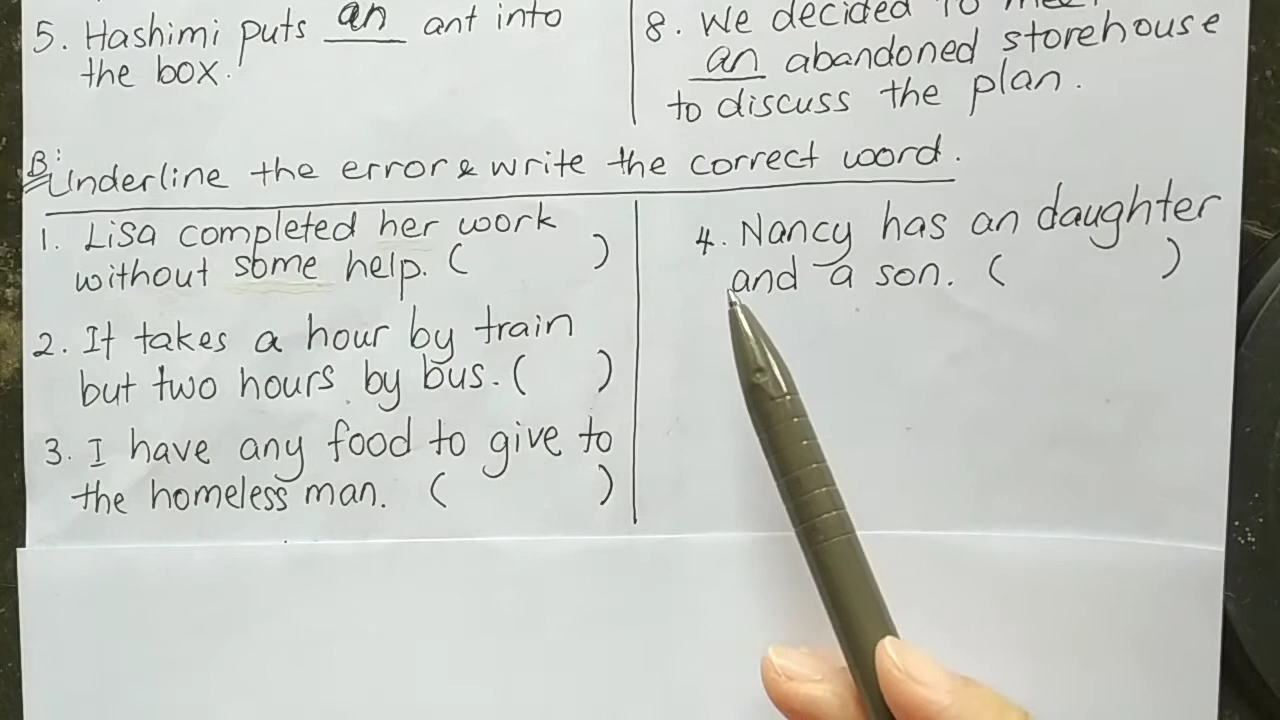 5. Hashimi puts an ant into
the box.
8. We decided to meet
an abandoned storehouse
to discuss the plan.
B: Underline the error & write the correct word.
1. Lisa completed her work
without some help. ( )
2. It takes a hour by train
but two hours by bus. ( )
3. I have any food to give to
the homeless man. ( )
4. Nancy has an daughter
and a son. ( )